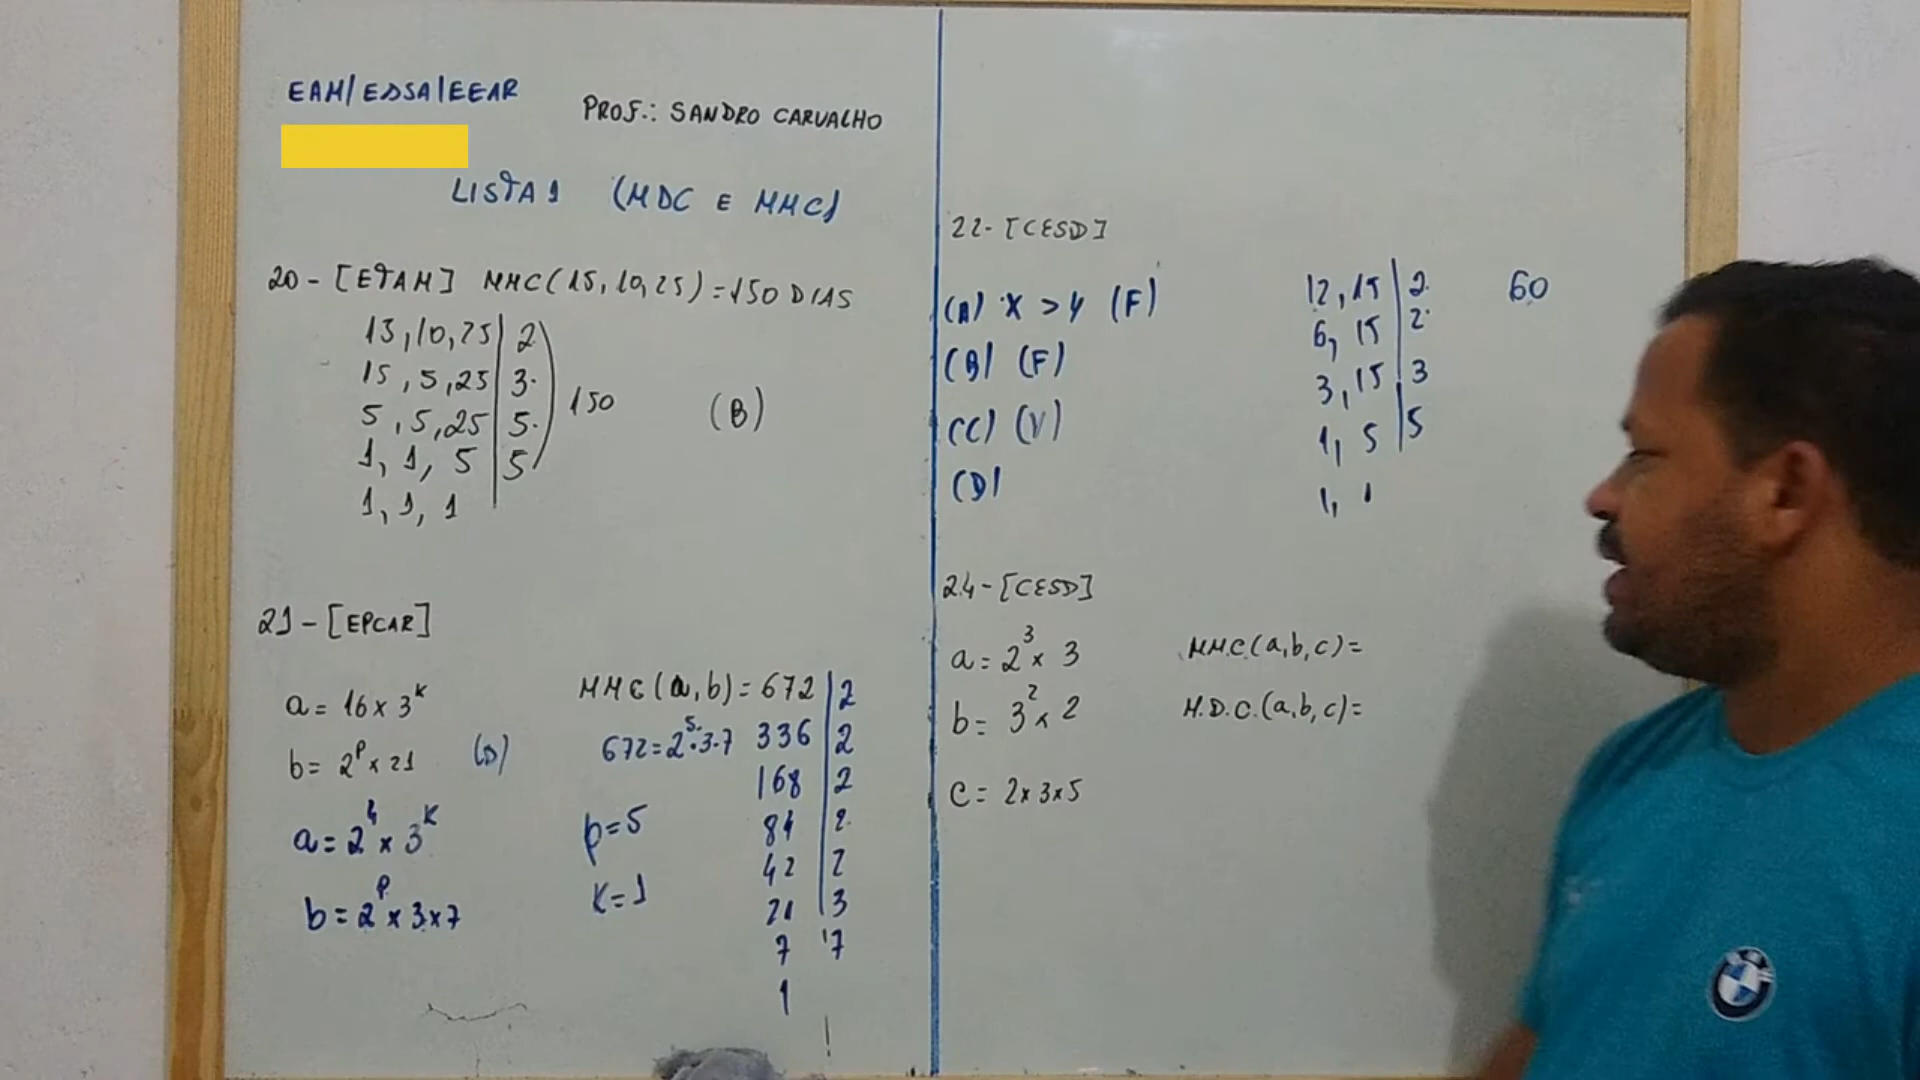 EAM/EDSA/EEAR
PROF.: SANDRO CARVALHO
LISTA 1 (MDC E MMC)
20 - [ETAM] MMC(15,10,25) = 150 DIAS
15,10,25 | 2
15,5,25 | 3
5,5,25 | 5
1,1,5 | 5
1,1,1
150
(B)
21 - [EPCAR]
a = 16 x 3^k
b = 2^p x 21
(D)
a = 2^4 x 3^k
b = 2^p x 3 x 7
MMC(a,b) = 672 | 2
672 = 2^5·3·7
336 | 2
168 | 2
84 | 2
42 | 2
21 | 3
7 | 7
1
p = 5
k = 1
22 - [CESD]
(A) x > 4 (F)
(B) (F)
(C) (V)
(D)
12,15 | 2
6,15 | 2
3,15 | 3
1,5 | 5
1,1
60
24 - [CESD]
a = 2^3 x 3
b = 3^2 x 2
c = 2 x 3 x 5
M.M.C.(a,b,c) =
M.D.C.(a,b,c) =
BMW